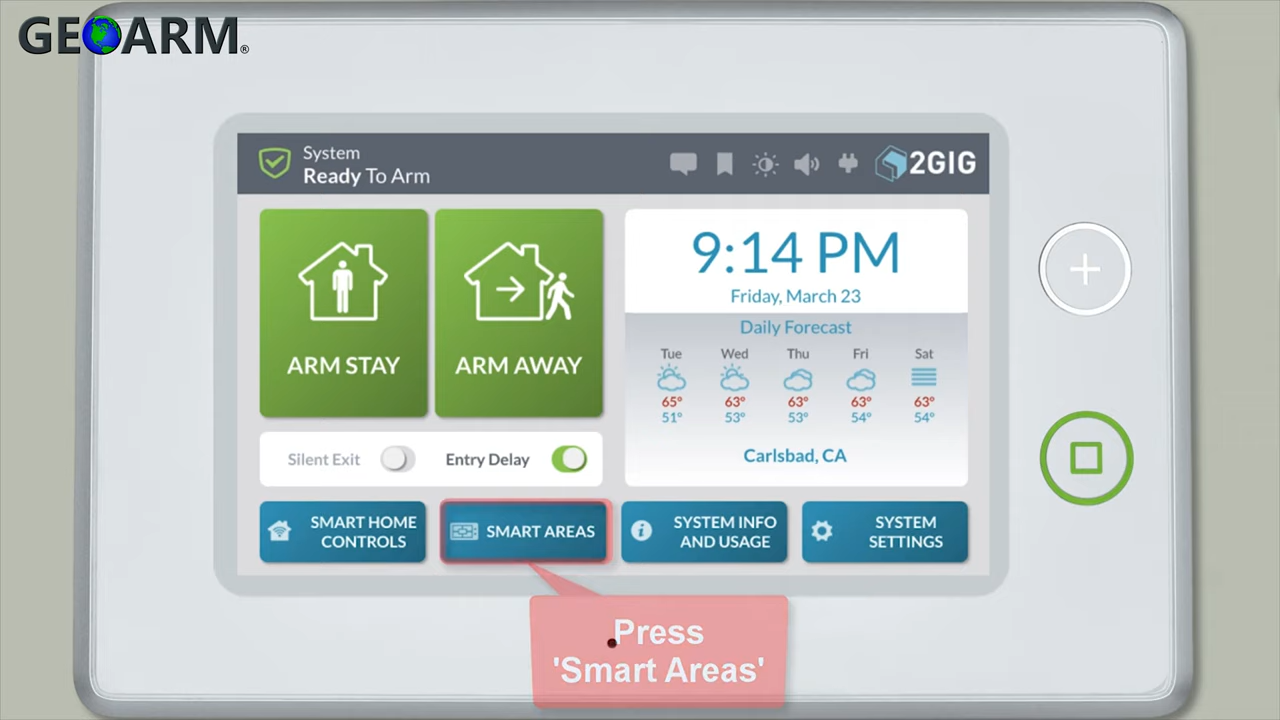 GEOARM®
System
Ready To Arm
2GIG
ARM STAY
ARM AWAY
9:14 PM
Friday, March 23
Daily Forecast
Tue Wed Thu Fri Sat
65° 63° 63° 63° 63°
51° 53° 53° 54° 54°
Carlsbad, CA
Silent Exit
Entry Delay
SMART HOME
CONTROLS
SMART AREAS
SYSTEM INFO
AND USAGE
SYSTEM
SETTINGS
Press
'Smart Areas'